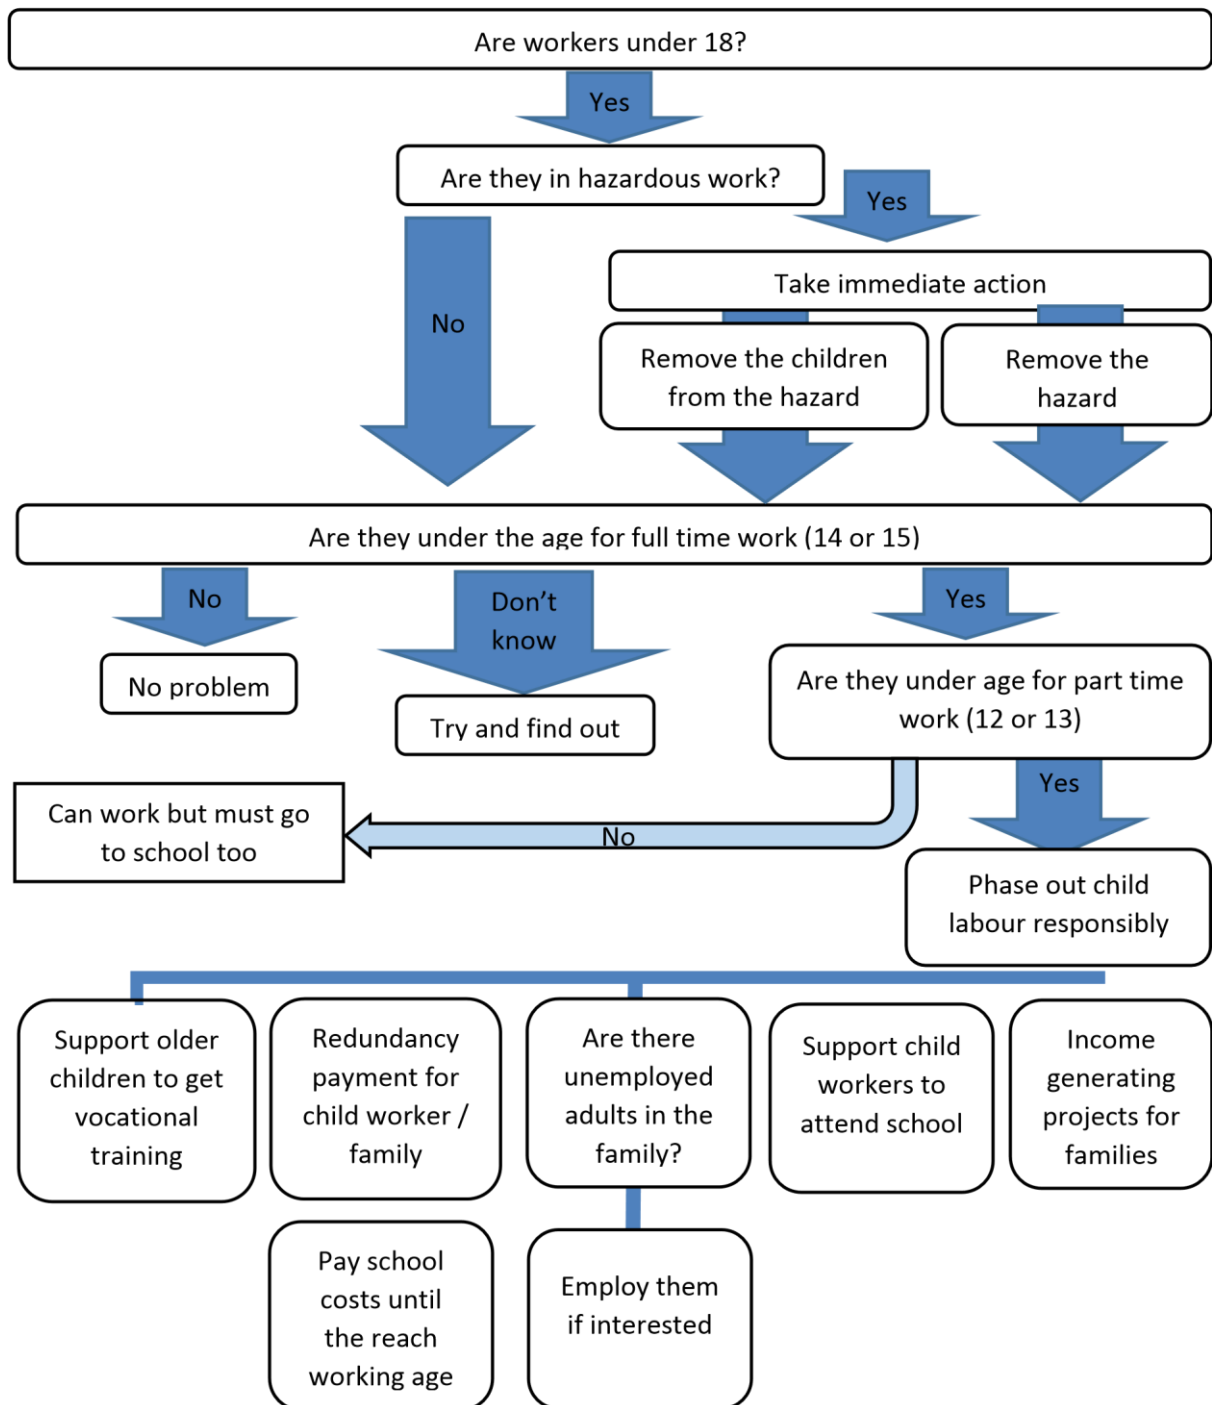 Are workers under 18?
Yes
Are they in hazardous work?
Yes
Take immediate action
No
Remove the children
from the hazard
Remove the
hazard
Are they under the age for full time work (14 or 15)
No
Don’t
know
Yes
No problem
Try and find out
Are they under age for part time
work (12 or 13)
Yes
No
Can work but must go
to school too
Phase out child
labour responsibly
Support older
children to get
vocational
training
Redundancy
payment for
child worker /
family
Are there
unemployed
adults in the
family?
Support child
workers to
attend school
Income
generating
projects for
families
Pay school
costs until
the reach
working age
Employ them
if interested